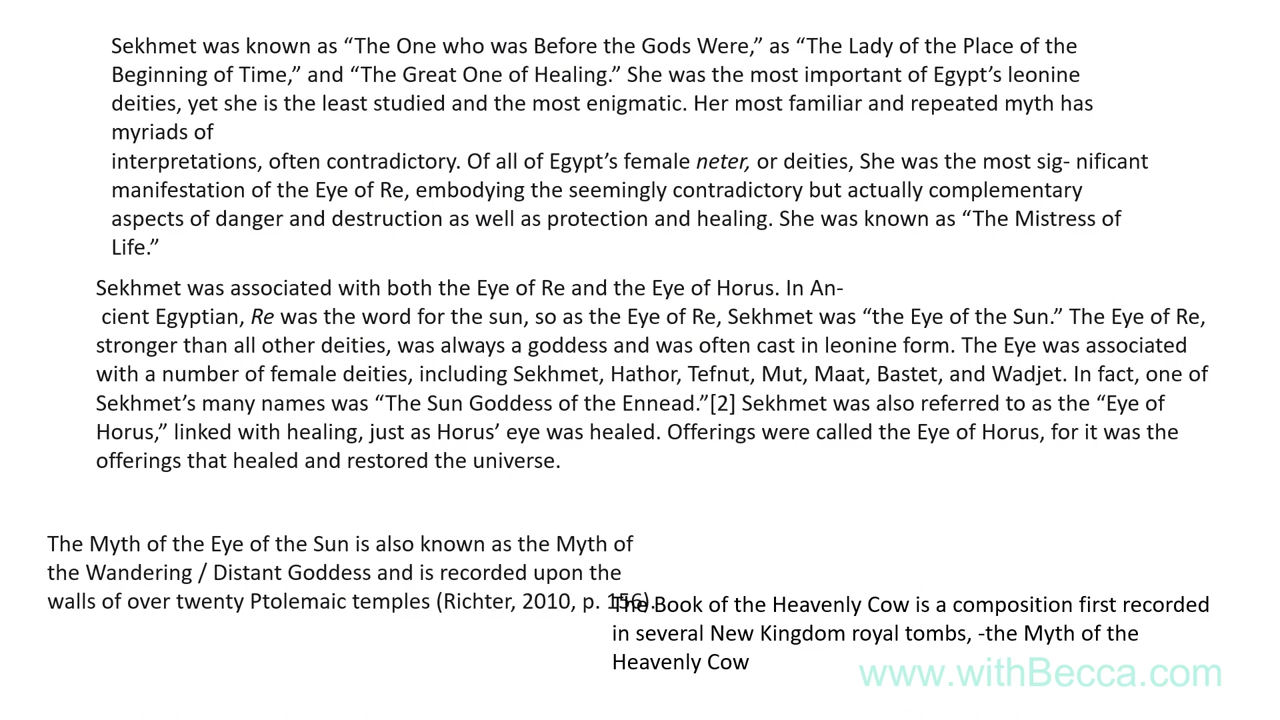 Sekhmet was known as “The One who was Before the Gods Were,” as “The Lady of the Place of the
Beginning of Time,” and “The Great One of Healing.” She was the most important of Egypt’s leonine
deities, yet she is the least studied and the most enigmatic. Her most familiar and repeated myth has
myriads of
interpretations, often contradictory. Of all of Egypt’s female neter, or deities, She was the most sig- nificant
manifestation of the Eye of Re, embodying the seemingly contradictory but actually complementary
aspects of danger and destruction as well as protection and healing. She was known as “The Mistress of
Life.”
Sekhmet was associated with both the Eye of Re and the Eye of Horus. In An-
cient Egyptian, Re was the word for the sun, so as the Eye of Re, Sekhmet was “the Eye of the Sun.” The Eye of Re,
stronger than all other deities, was always a goddess and was often cast in leonine form. The Eye was associated
with a number of female deities, including Sekhmet, Hathor, Tefnut, Mut, Maat, Bastet, and Wadjet. In fact, one of
Sekhmet’s many names was “The Sun Goddess of the Ennead.”[2] Sekhmet was also referred to as the “Eye of
Horus,” linked with healing, just as Horus’ eye was healed. Offerings were called the Eye of Horus, for it was the
offerings that healed and restored the universe.
The Myth of the Eye of the Sun is also known as the Myth of
the Wandering / Distant Goddess and is recorded upon the
walls of over twenty Ptolemaic temples (Richter, 2010, p. 156).
The Book of the Heavenly Cow is a composition first recorded
in several New Kingdom royal tombs, -the Myth of the
Heavenly Cow
www.withBecca.com